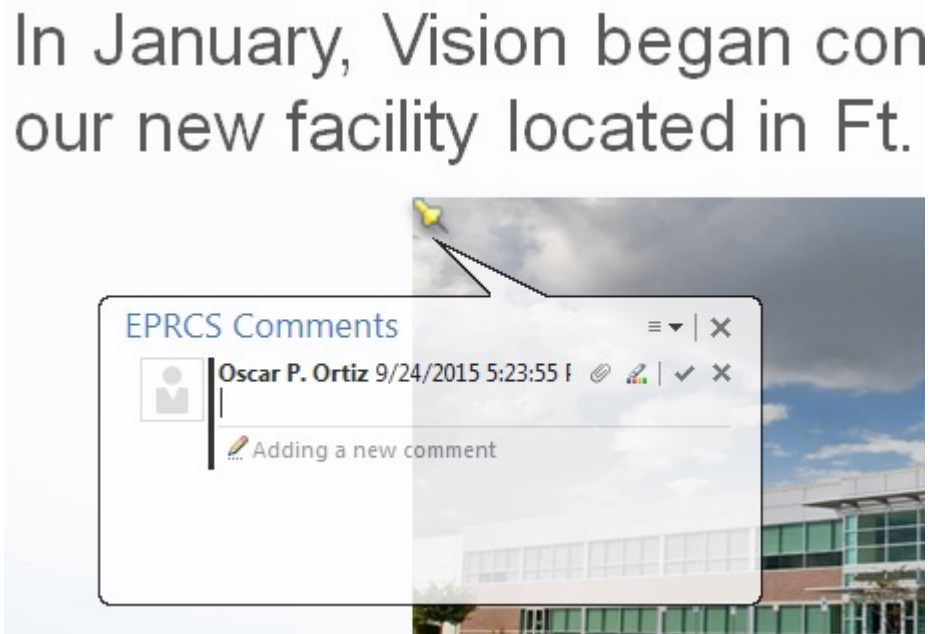 In January, Vision began con
our new facility located in Ft.
EPRCS Comments
Oscar P. Ortiz 9/24/2015 5:23:55 P
Adding a new comment